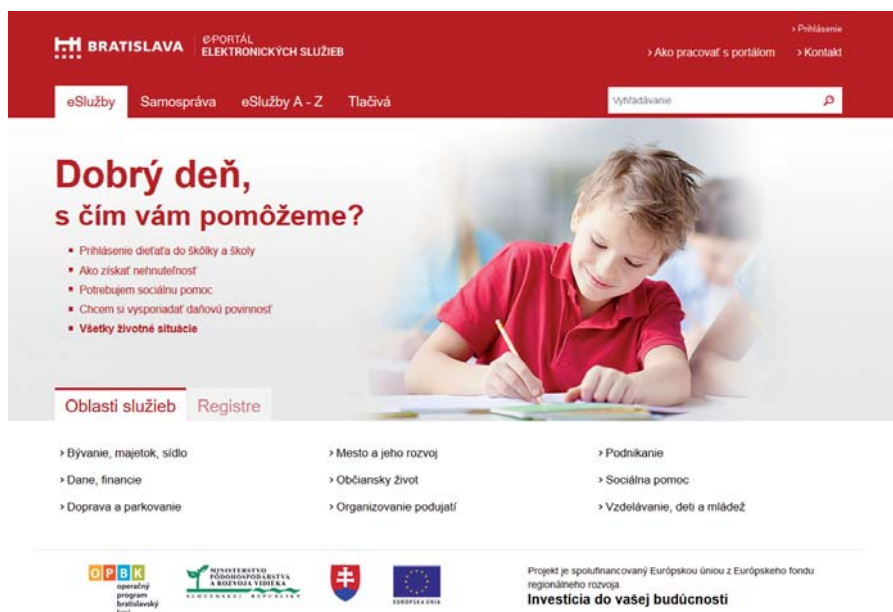 › Prihlásenie
BRATISLAVA
ePORTÁL
ELEKTRONICKÝCH SLUŽIEB
› Ako pracovať s portálom › Kontakt
eSlužby Samospráva eSlužby A - Z Tlačivá Vyhľadávanie
Dobrý deň,
s čím vám pomôžeme?
Prihlásenie dieťaťa do škôlky a školy
Ako získať nehnuteľnosť
Potrebujem sociálnu pomoc
Chcem si vysporiadať daňovú povinnosť
Všetky životné situácie
Oblasti služieb Registre
› Bývanie, majetok, sídlo › Mesto a jeho rozvoj › Podnikanie
› Dane, financie › Občiansky život › Sociálna pomoc
› Doprava a parkovanie › Organizovanie podujatí › Vzdelávanie, deti a mládež
OPBK
operačný
program
bratislavský
MINISTERSTVO
PÔDOHOSPODÁRSTVA
A ROZVOJA VIDIEKA
SLOVENSKEJ REPUBLIKY
EURÓPSKA ÚNIA
Projekt je spolufinancovaný Európskou úniou z Európskeho fondu
regionálneho rozvoja.
Investícia do vašej budúcnosti